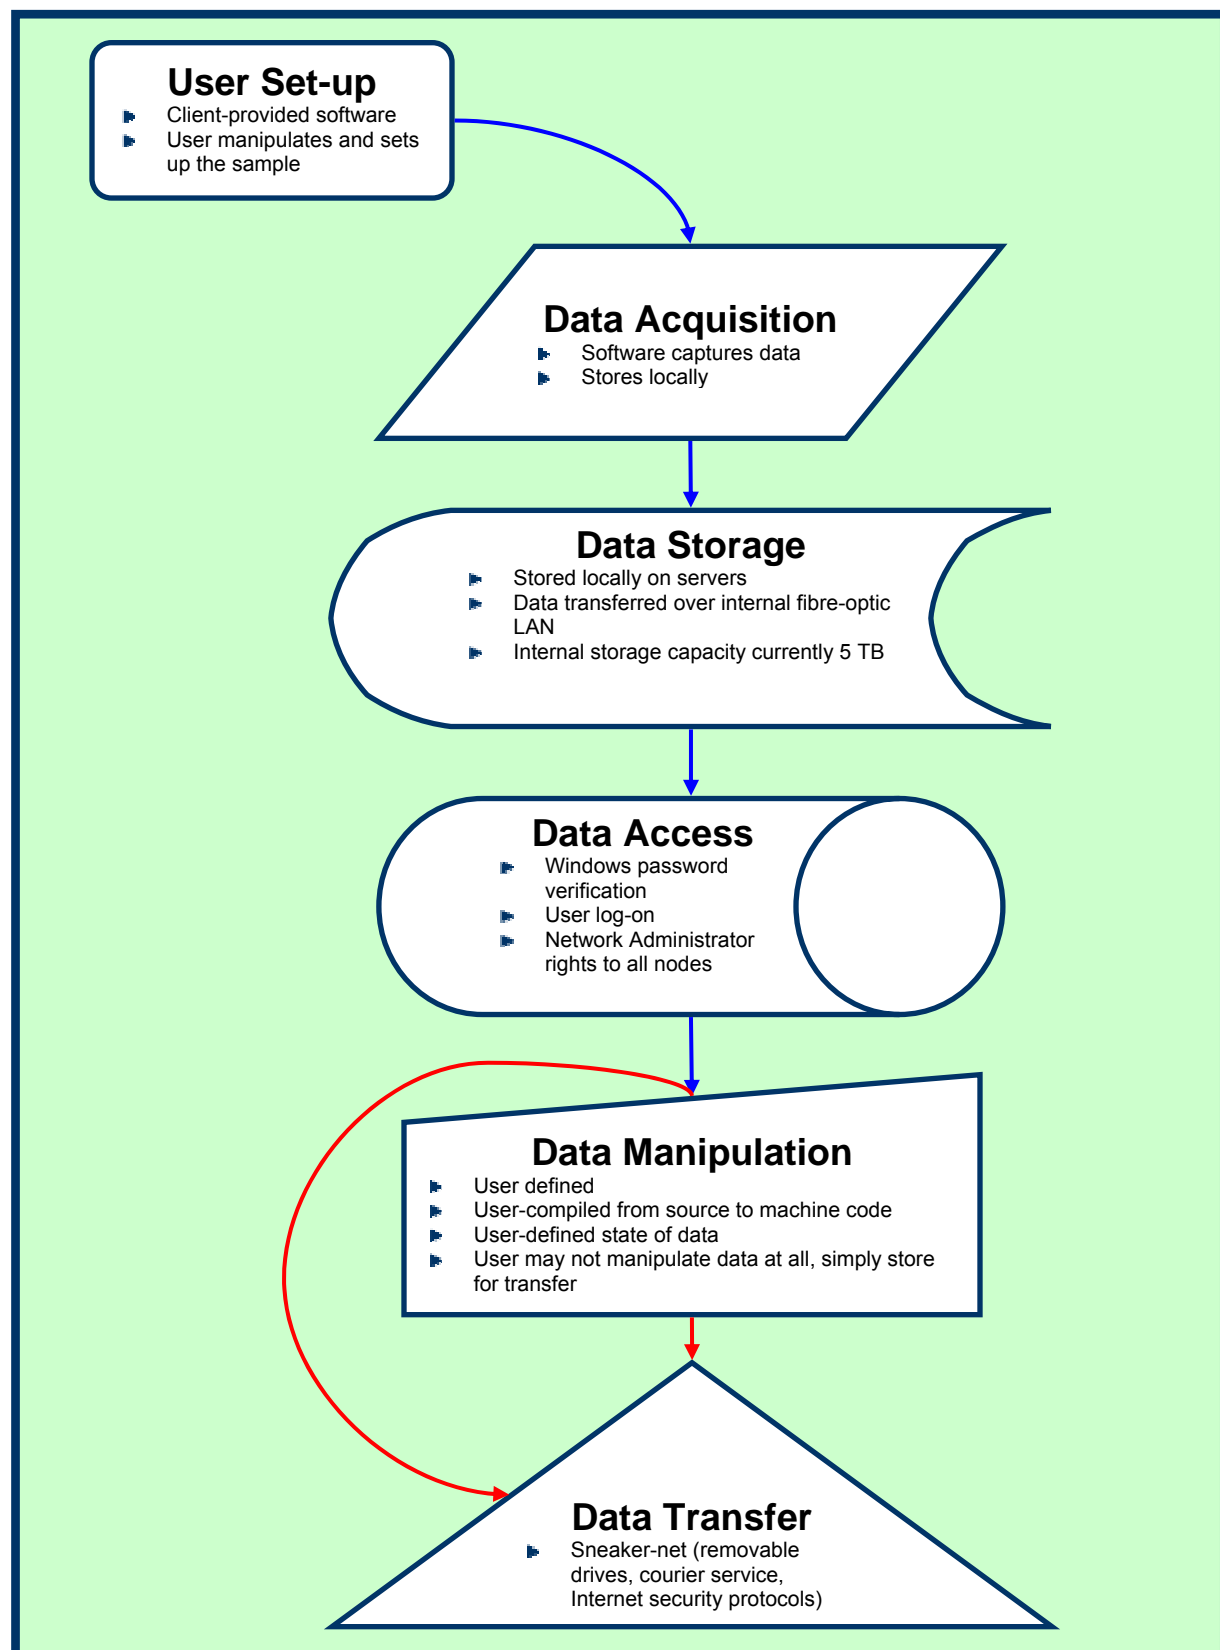 User Set-up
Client-provided software
User manipulates and sets
up the sample
Data Acquisition
Software captures data
Stores locally
Data Storage
Stored locally on servers
Data transferred over internal fibre-optic
LAN
Internal storage capacity currently 5 TB
Data Access
Windows password
verification
User log-on
Network Administrator
rights to all nodes
Data Manipulation
User defined
User-compiled from source to machine code
User-defined state of data
User may not manipulate data at all, simply store
for transfer
Data Transfer
Sneaker-net (removable
drives, courier service,
Internet security protocols)